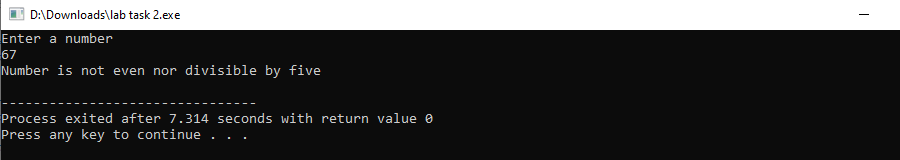 D:\Downloads\lab task 2.exe
Enter a number
67
Number is not even nor divisible by five
--------------------------------
Process exited after 7.314 seconds with return value 0
Press any key to continue . . .